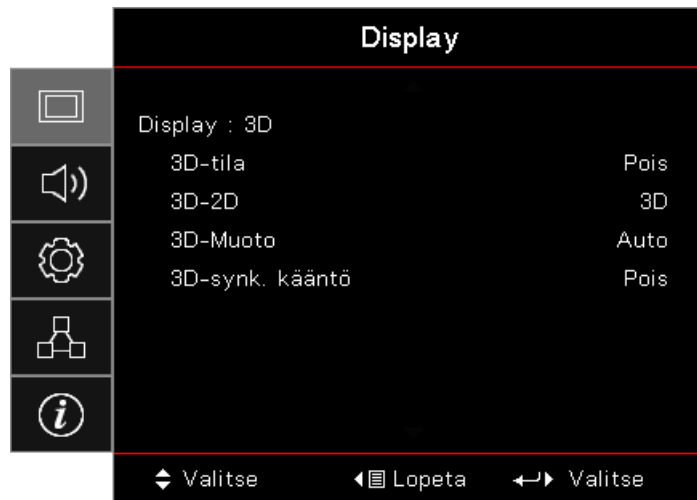 Display
Display : 3D
3D-tila Pois
3D-2D 3D
3D-Muoto Auto
3D-synk. kääntö Pois
Valitse Lopeta Valitse